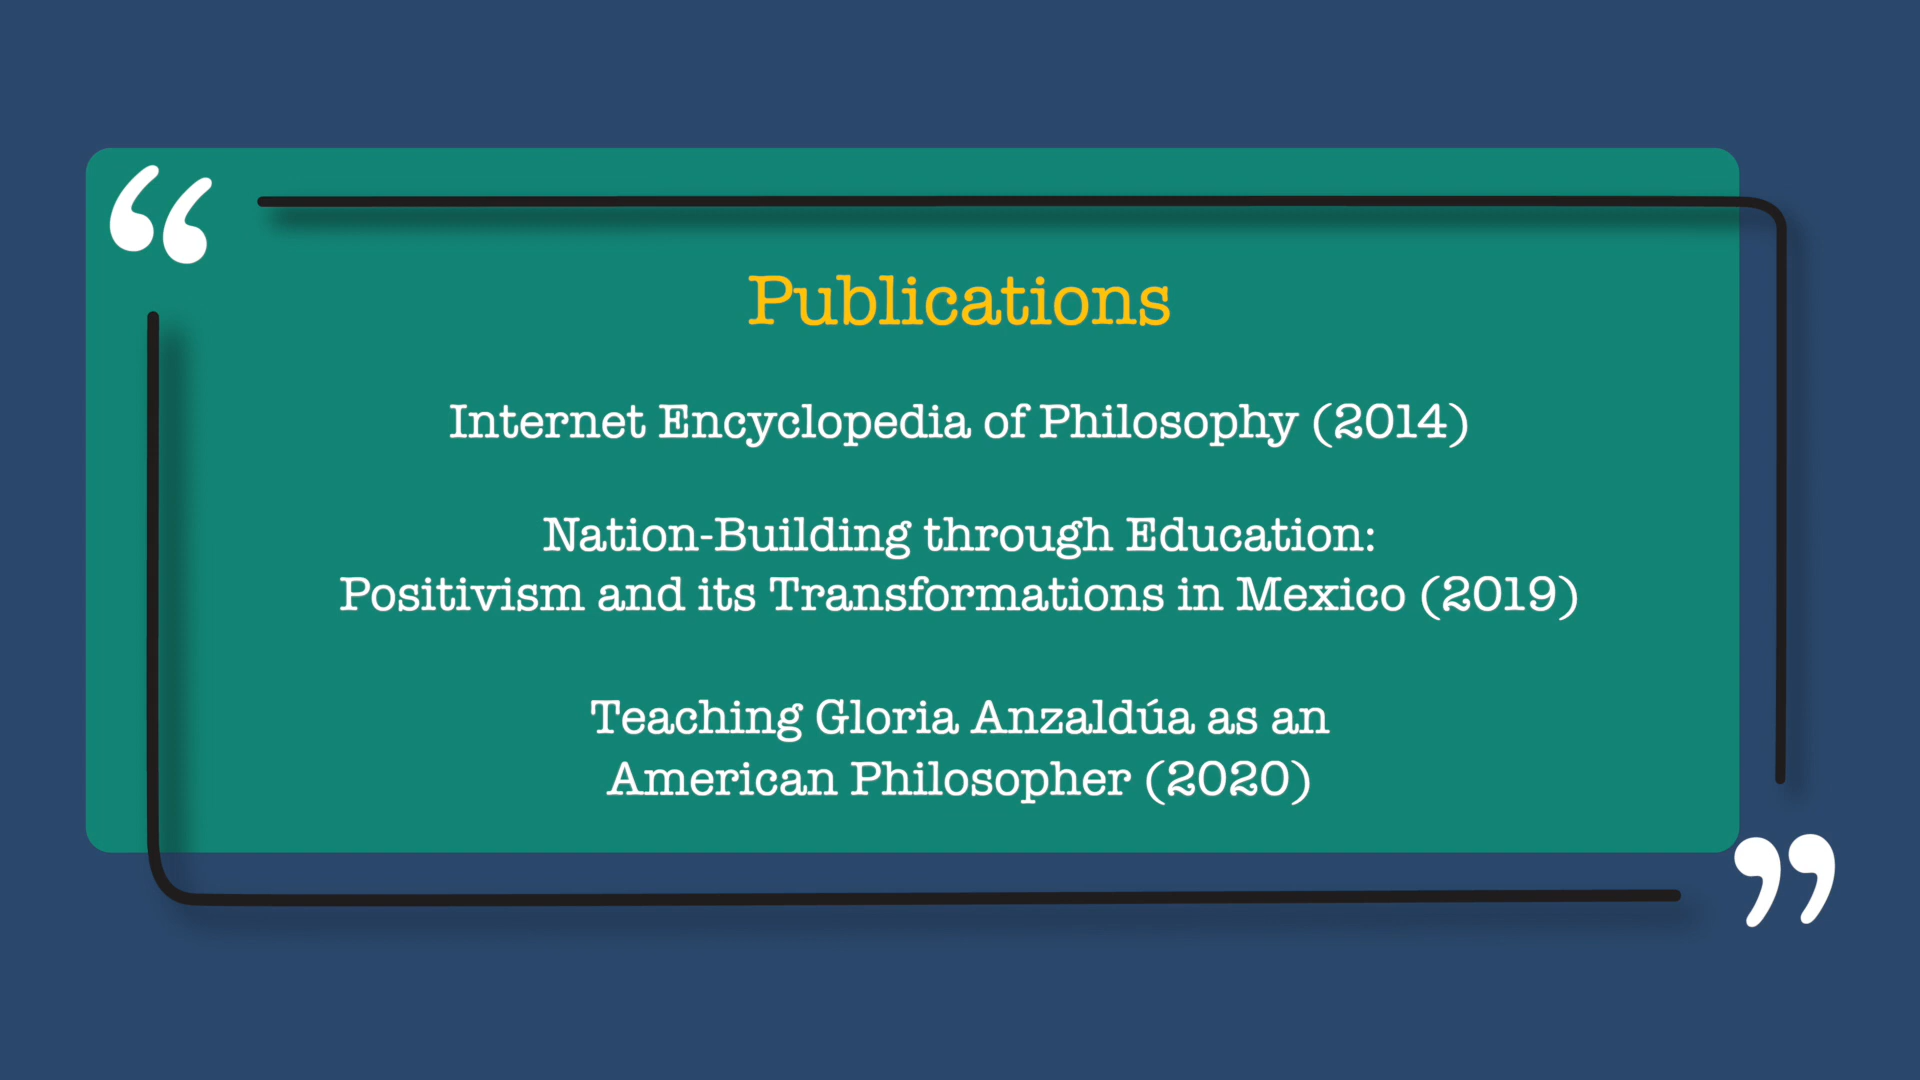 Publications
Internet Encyclopedia of Philosophy (2014)
Nation-Building through Education:
Positivism and its Transformations in Mexico (2019)
Teaching Gloria Anzaldúa as an
American Philosopher (2020)